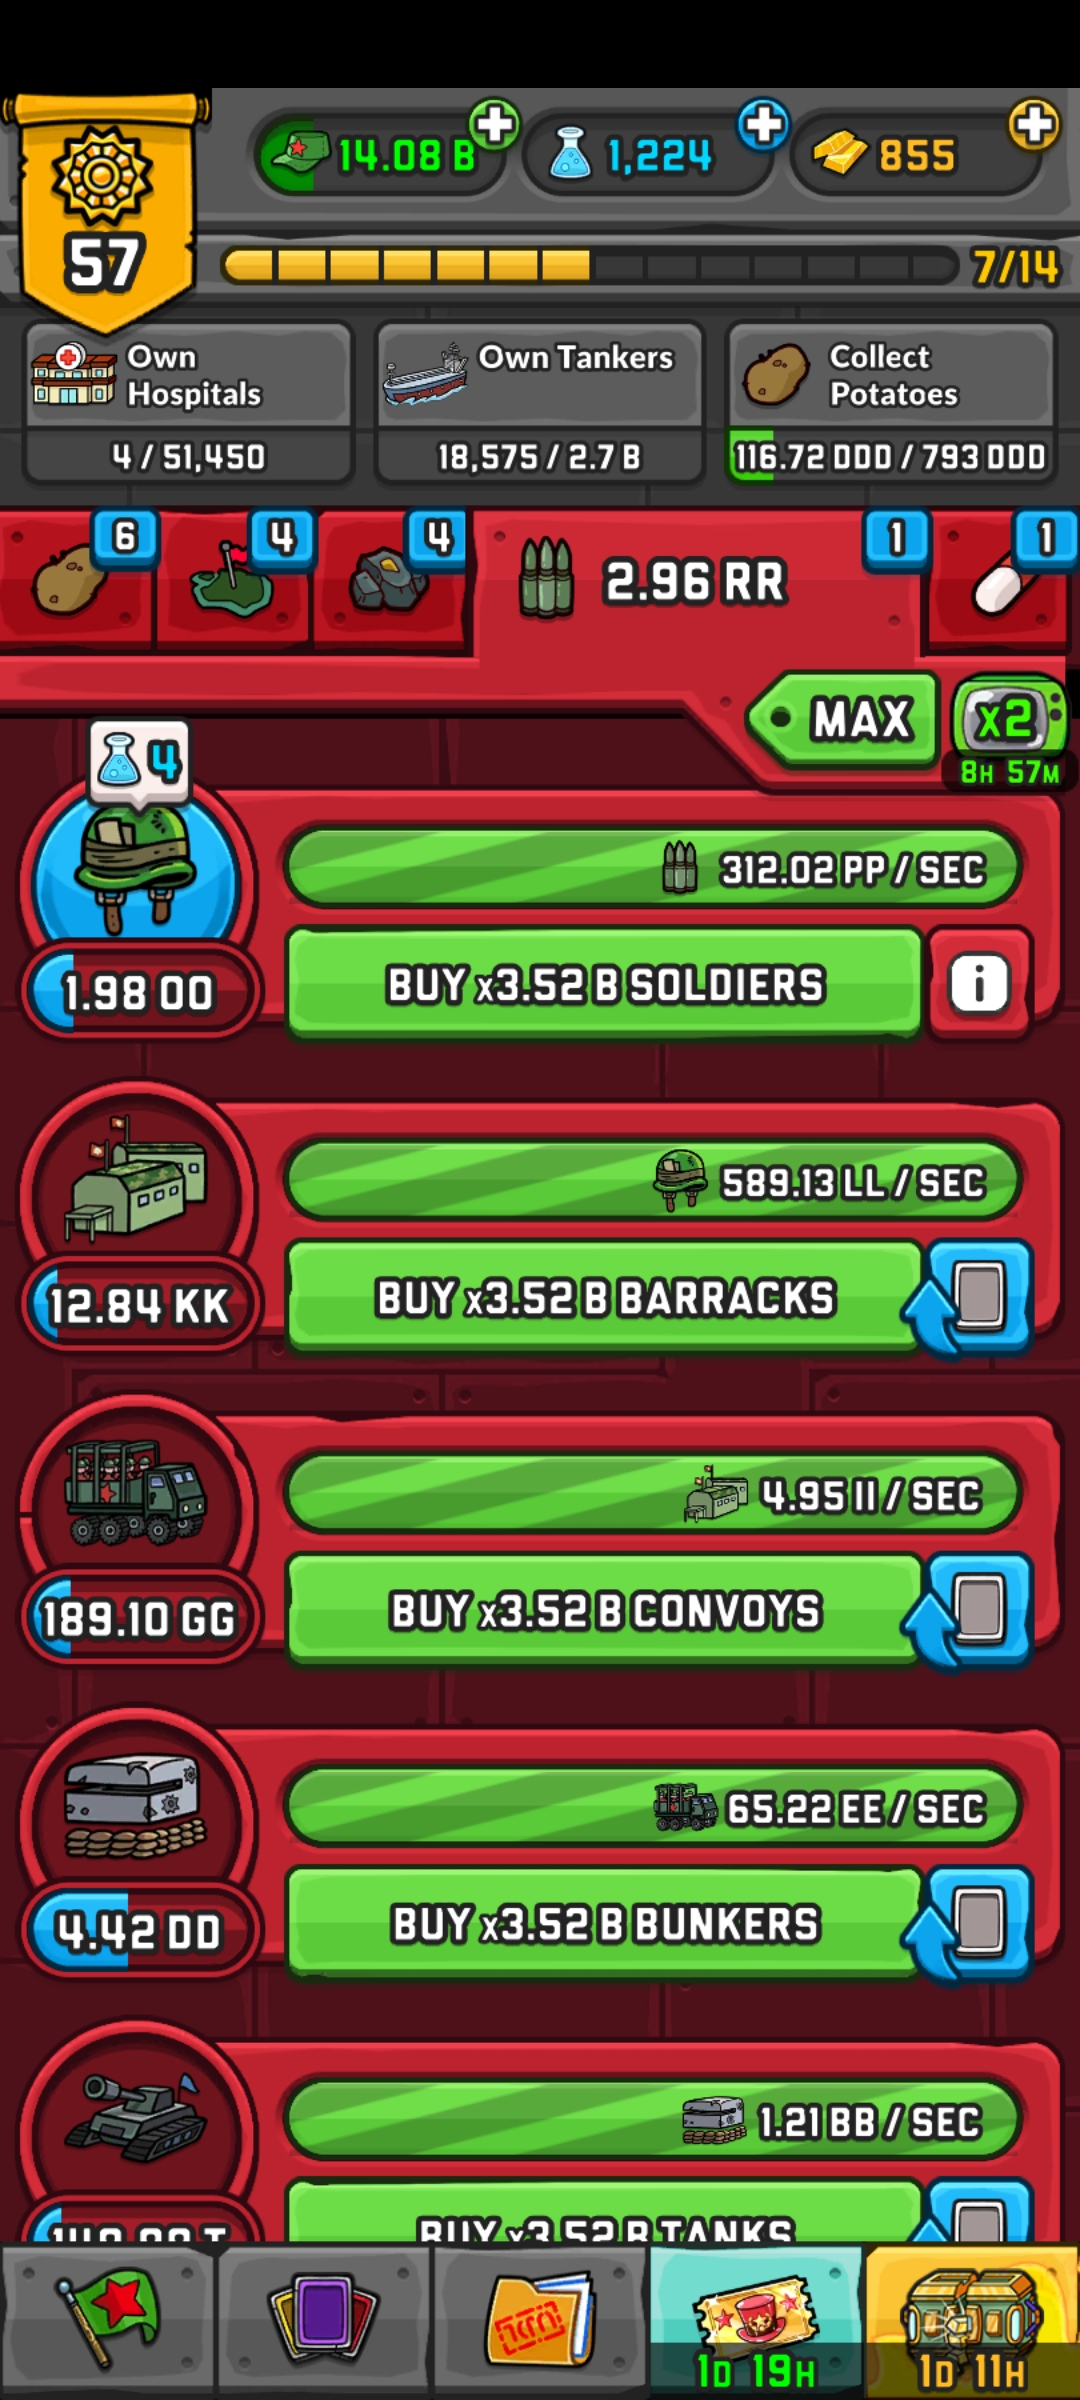 57
14.08 B
1,224
855
7/14
Own Hospitals
4 / 51,450
Own Tankers
18,575 / 2.7 B
Collect Potatoes
116.72 DDD / 793 DDD
6
4
4
2.96 RR
1
1
MAX
x2
8H 57M
4
312.02 PP / SEC
1.98 OO
BUY x3.52 B SOLDIERS
i
589.13 LL / SEC
12.84 KK
BUY x3.52 B BARRACKS
4.95 II / SEC
189.10 GG
BUY x3.52 B CONVOYS
65.22 EE / SEC
4.42 DD
BUY x3.52 B BUNKERS
1.21 BB / SEC
BUY x3.52 B TANKS
1D 19H
1D 11H